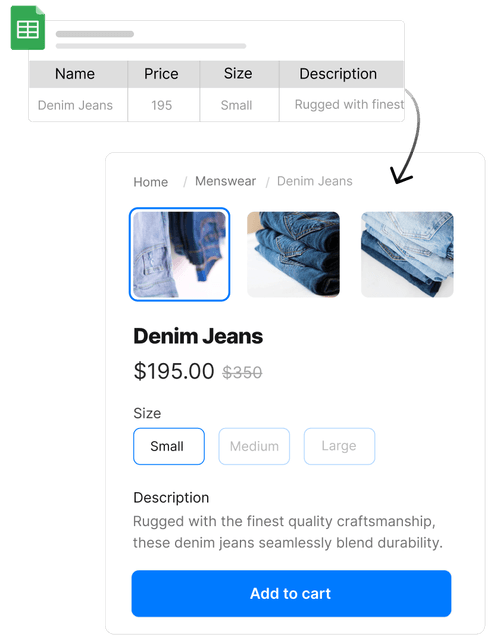 Name Price Size Description
Denim Jeans 195 Small Rugged with finest
Home / Menswear / Denim Jeans
Denim Jeans
$195.00 $350
Size
Small Medium Large
Description
Rugged with the finest quality craftsmanship,
these denim jeans seamlessly blend durability.
Add to cart